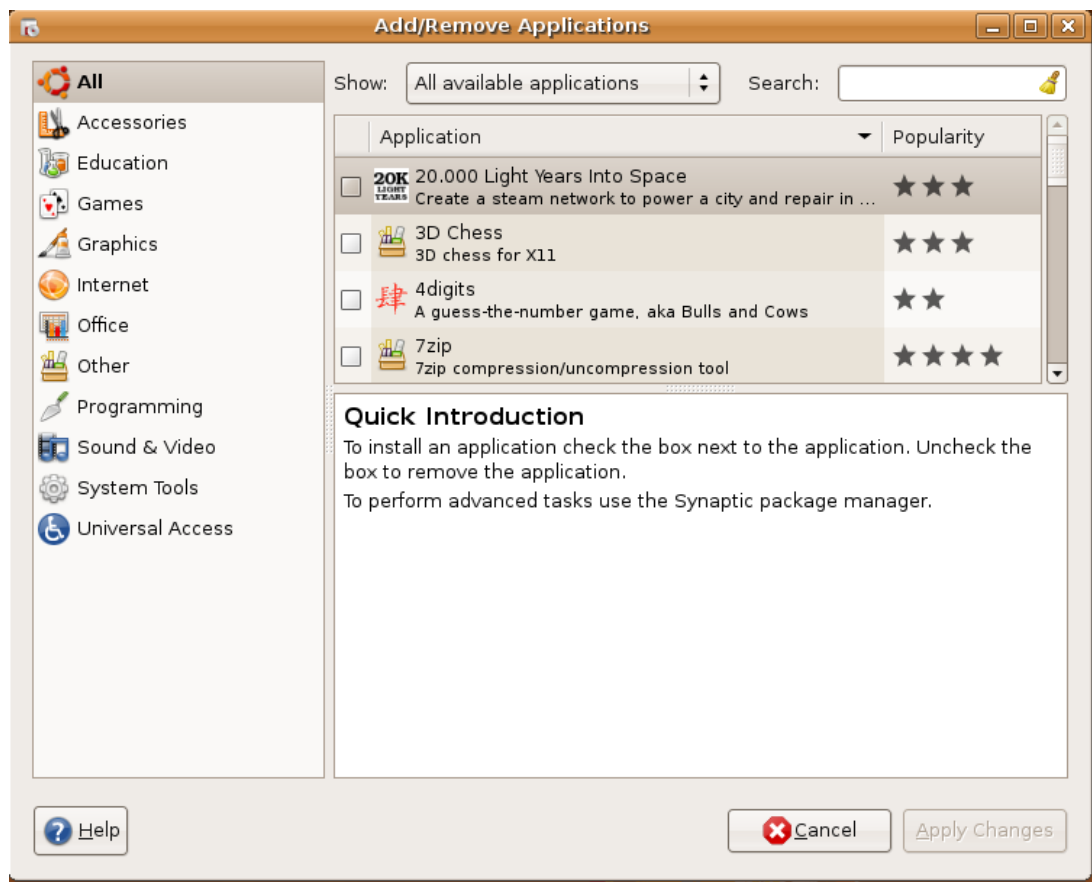 Add/Remove Applications
All
Accessories
Education
Games
Graphics
Internet
Office
Other
Programming
Sound & Video
System Tools
Universal Access
Show: All available applications Search:
Application Popularity
20K LIGHT YEARS
20.000 Light Years Into Space
Create a steam network to power a city and repair in ...
3D Chess
3D chess for X11
肆
4digits
A guess-the-number game, aka Bulls and Cows
7zip
7zip compression/uncompression tool
Quick Introduction
To install an application check the box next to the application. Uncheck the
box to remove the application.
To perform advanced tasks use the Synaptic package manager.
Help Cancel Apply Changes